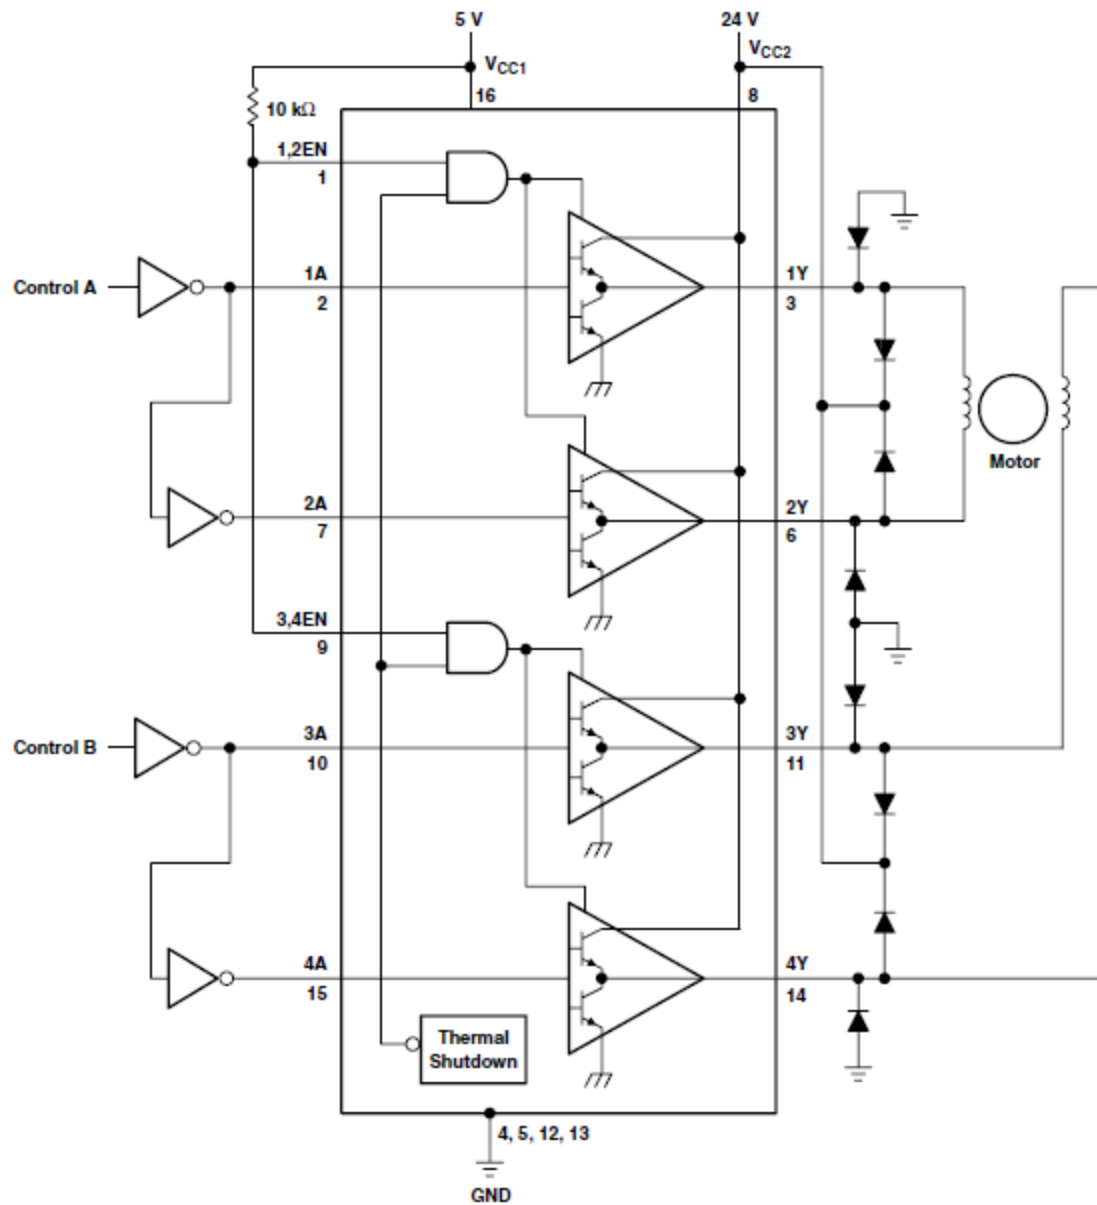 5 V
24 V
VCC1
VCC2
16
8
10 kΩ
1,2EN
1
Control A
1A
2
1Y
3
Motor
2A
7
2Y
6
3,4EN
9
Control B
3A
10
3Y
11
4A
15
4Y
14
Thermal
Shutdown
4, 5, 12, 13
GND